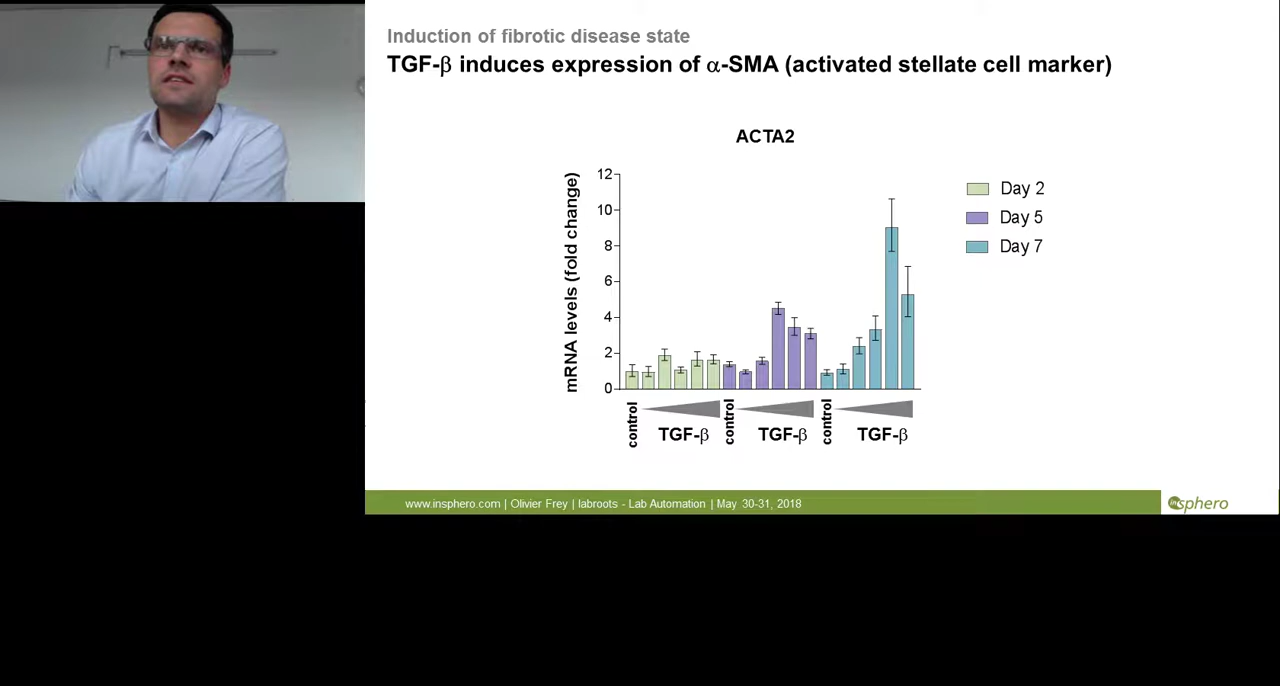 Induction of fibrotic disease state
TGF-β induces expression of α-SMA (activated stellate cell marker)
ACTA2
mRNA levels (fold change)
12
10
8
6
4
2
0
control
TGF-β
control
TGF-β
control
TGF-β
Day 2
Day 5
Day 7
www.insphero.com | Olivier Frey | labroots - Lab Automation | May 30-31, 2018
insphero